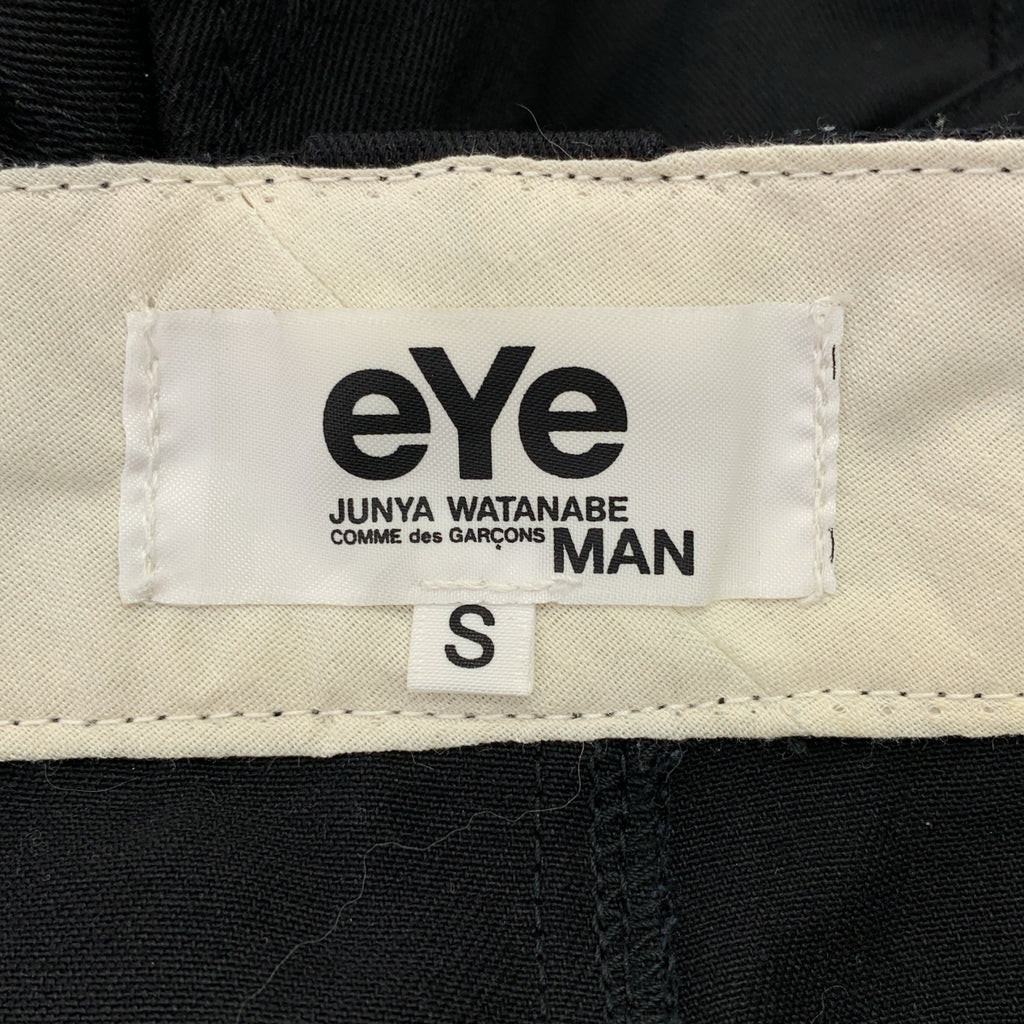 eYe
JUNYA WATANABE
COMME des GARÇONS MAN
S